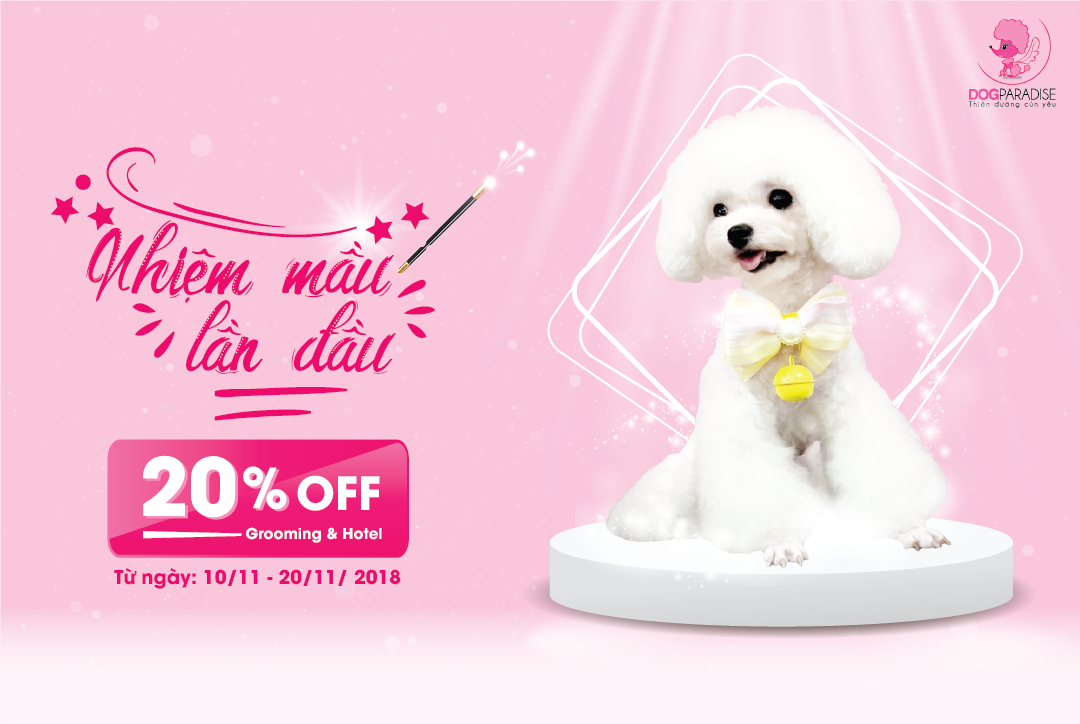 DOGPARADISE
Thiên đường cún yêu
Nhiệm mầu
lần đầu
20% OFF
Grooming & Hotel
Từ ngày: 10/11 - 20/11/ 2018